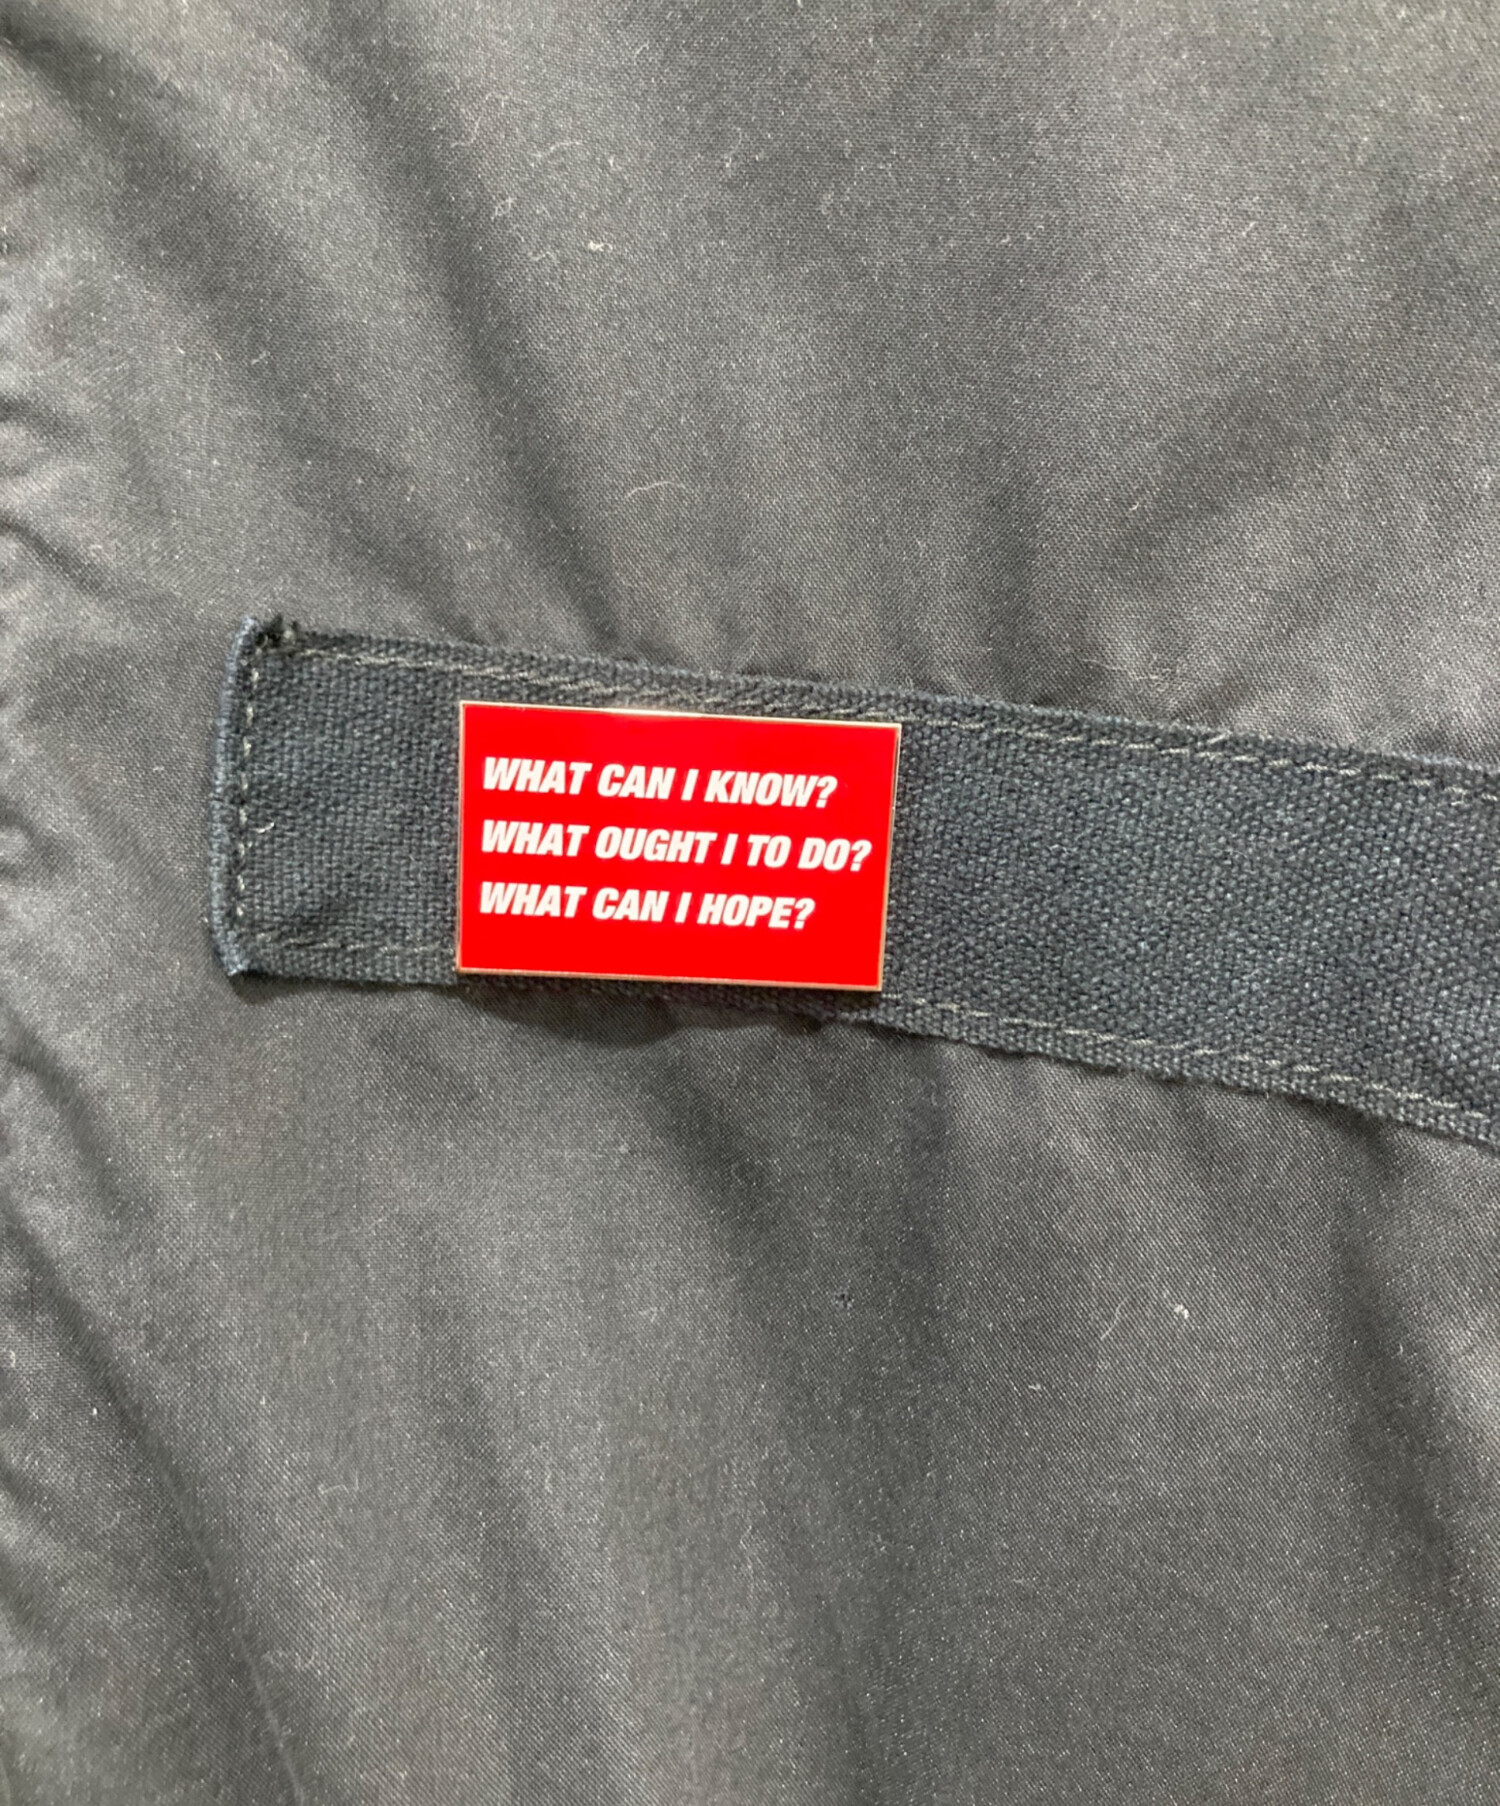 WHAT CAN I KNOW?
WHAT OUGHT I TO DO?
WHAT CAN I HOPE?